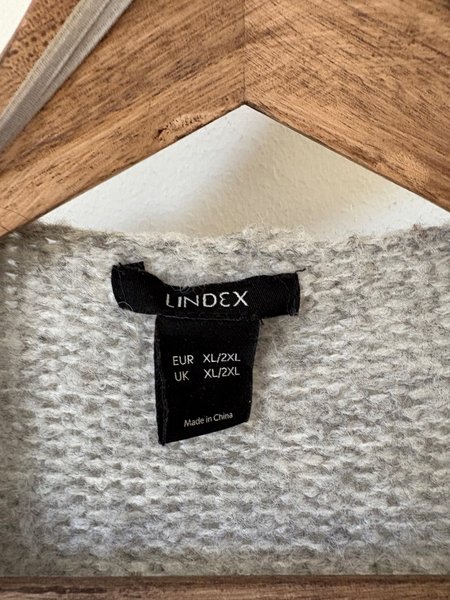 LINDEX
EUR XL/2XL
UK XL/2XL
Made in China